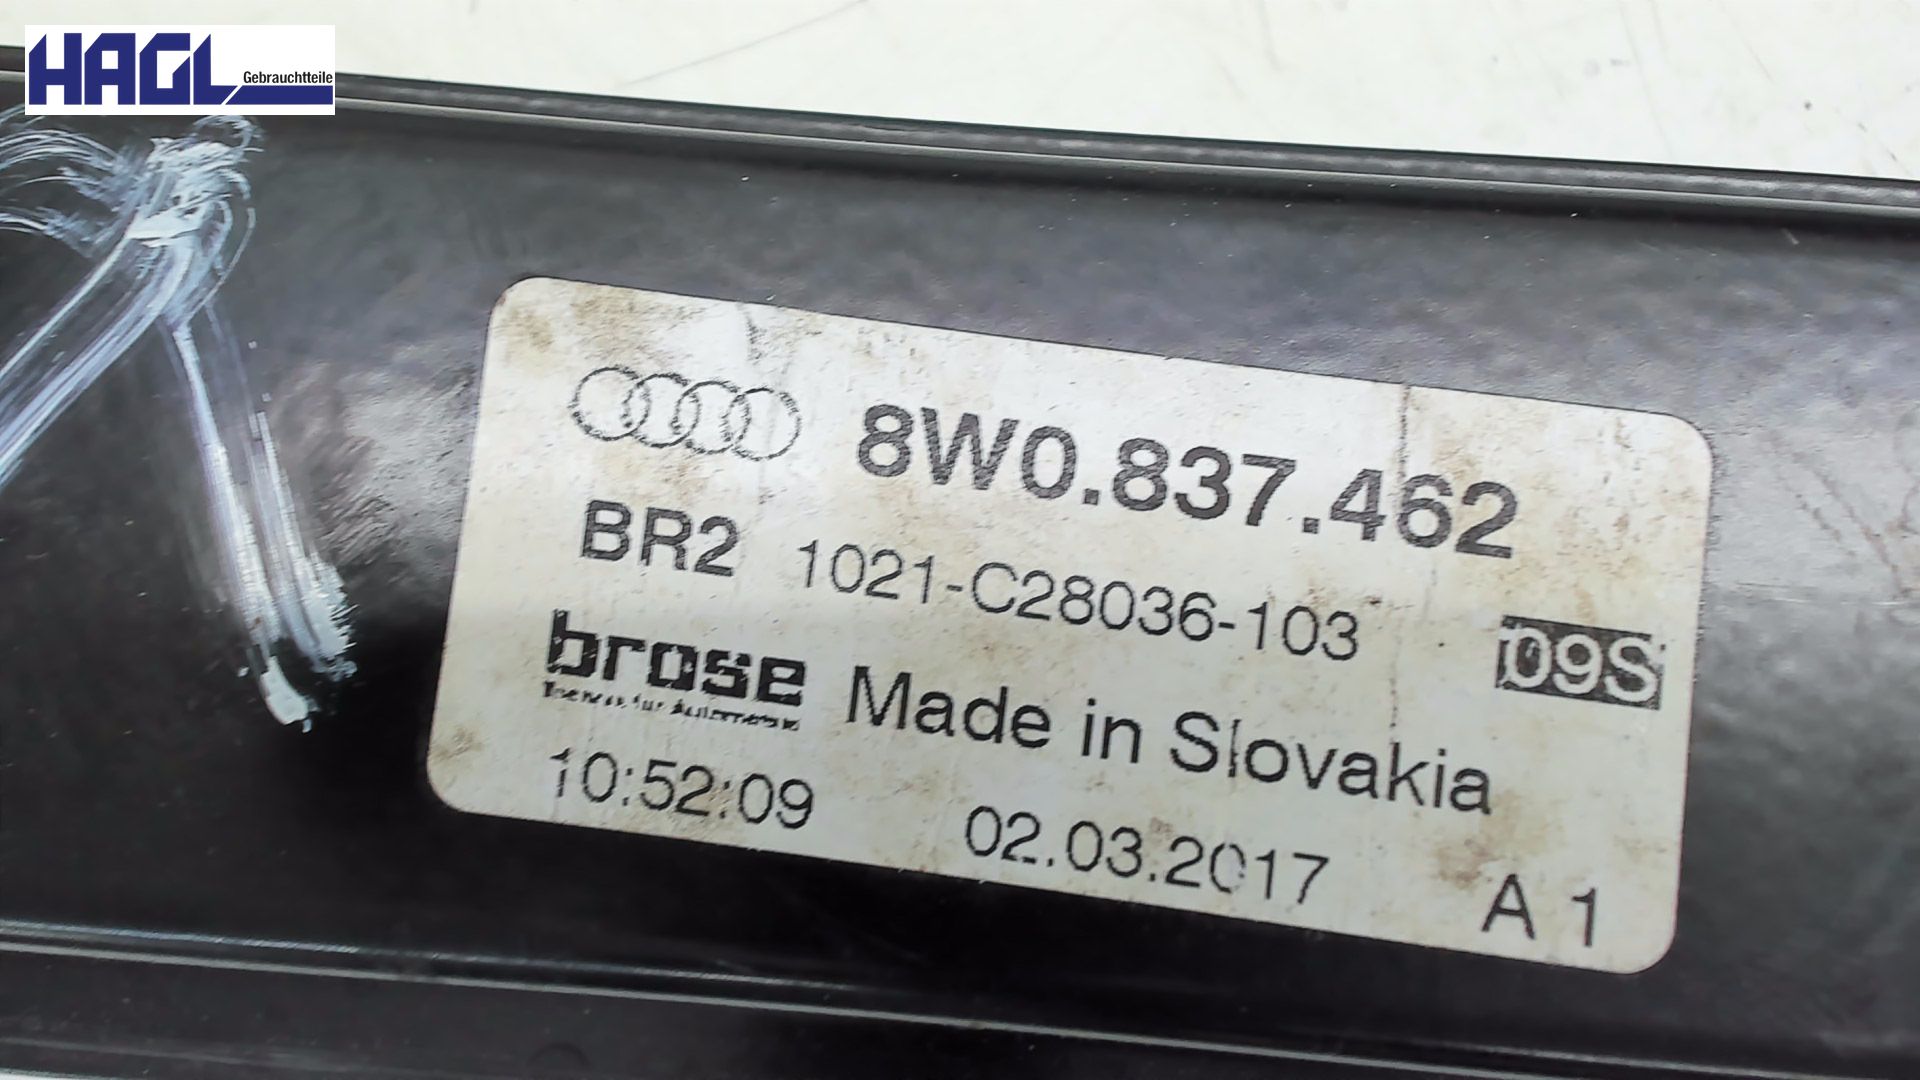 HAGL
Gebrauchtteile
8W0.837.462
BR2 1021-C28036-103
09S
brose Made in Slovakia
10:52:09 02.03.2017 A 1